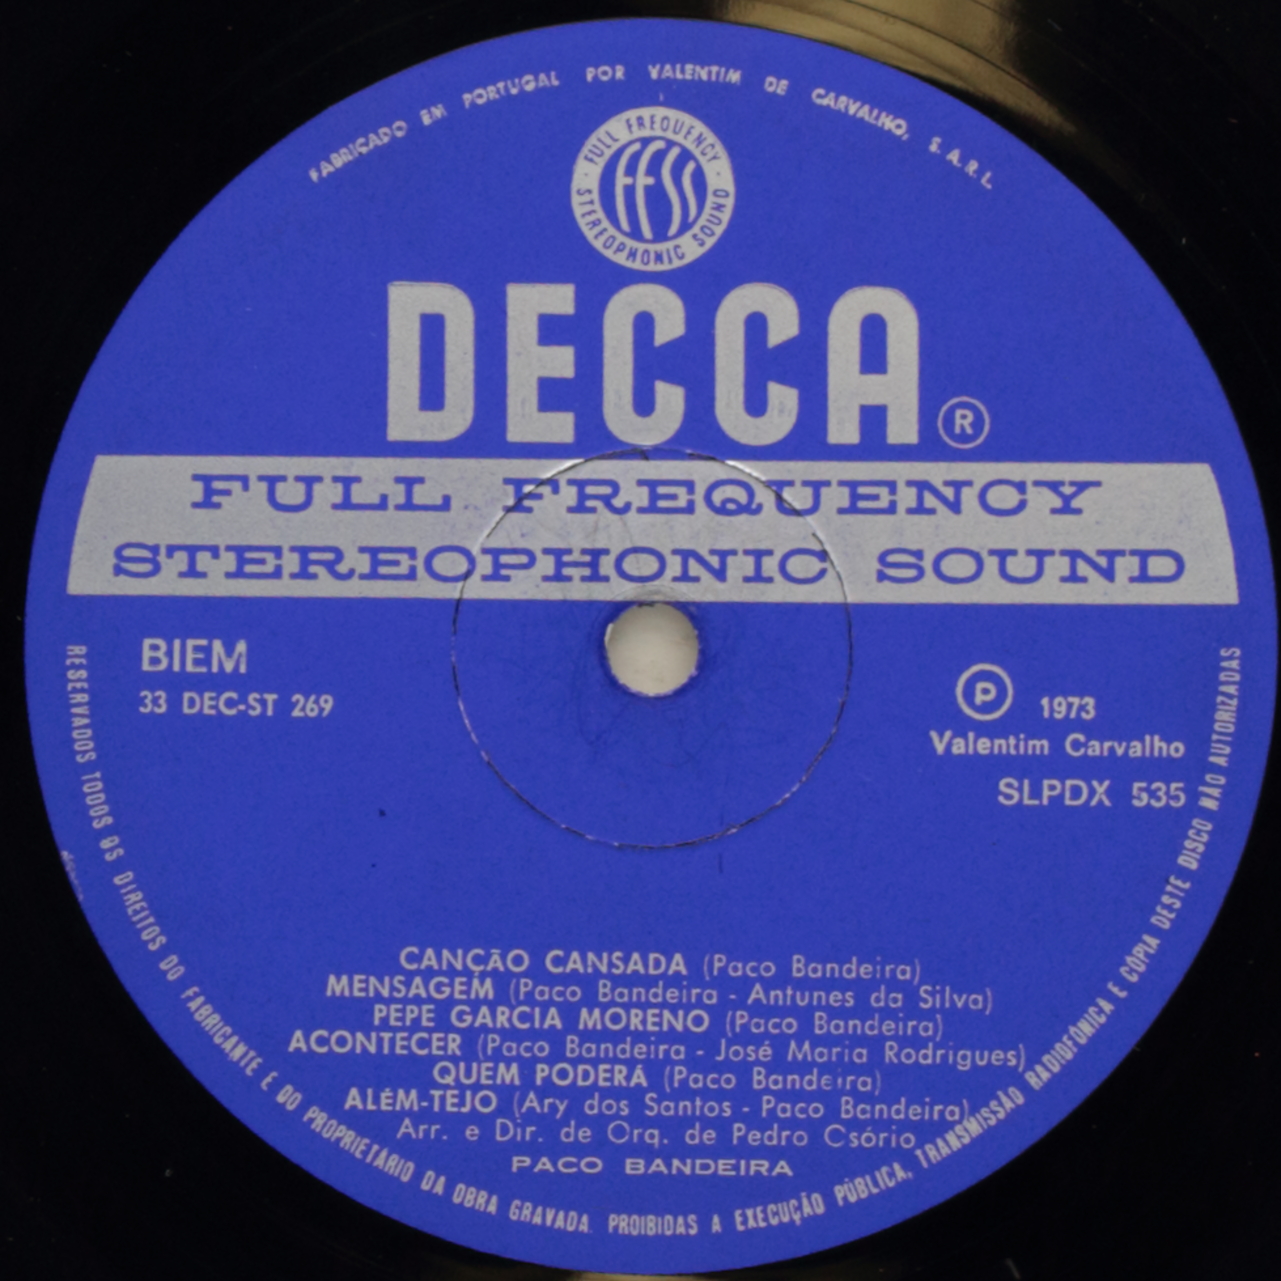 FABRICADO EM PORTUGAL POR VALENTIM DE CARVALHO, S.A.R.L.
FULL FREQUENCY
FFSS
STEREOPHONIC SOUND
DECCA ®
FULL FREQUENCY
STEREOPHONIC SOUND
BIEM
33 DEC-ST 269
℗ 1973
Valentim Carvalho
SLPDX 535
CANÇÃO CANSADA (Paco Bandeira)
MENSAGEM (Paco Bandeira - Antunes da Silva)
PEPE GARCIA MORENO (Paco Bandeira)
ACONTECER (Paco Bandeira - José Maria Rodrigues)
QUEM PODERÁ (Paco Bandeira)
ALÉM-TEJO (Ary dos Santos - Paco Bandeira)
Arr. e Dir. de Orq. de Pedro Osório
PACO BANDEIRA
RESERVADOS TODOS OS DIREITOS DO FABRICANTE E DO PROPRIETÁRIO DA OBRA GRAVADA. PROIBIDAS A EXECUÇÃO PÚBLICA, TRANSMISSÃO RADIOFÓNICA E CÓPIA DESTE DISCO NÃO AUTORIZADAS